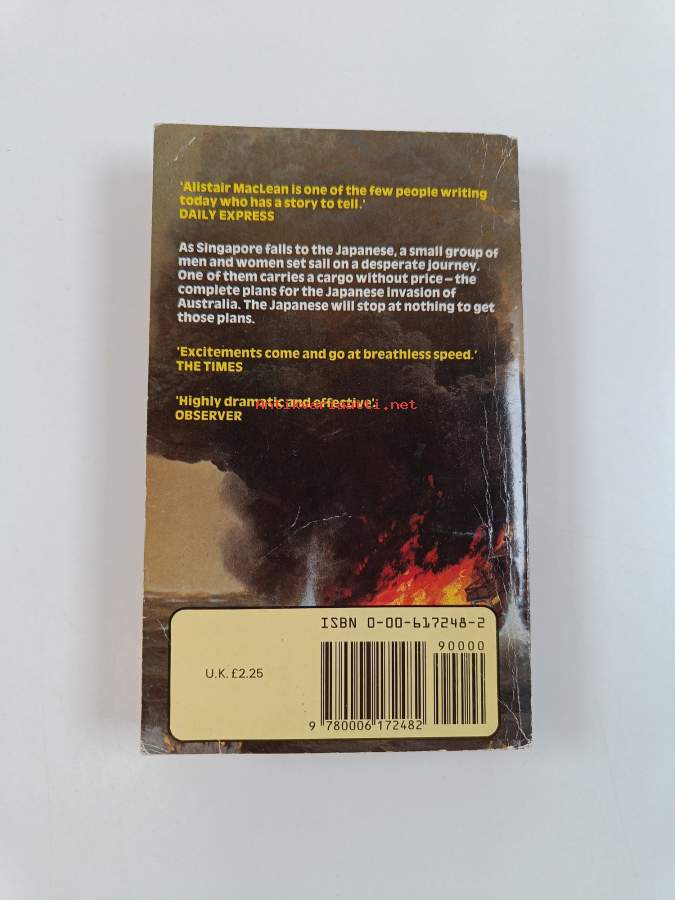 'Alistair MacLean is one of the few people writing
today who has a story to tell.'
DAILY EXPRESS
As Singapore falls to the Japanese, a small group of
men and women set sail on a desperate journey.
One of them carries a cargo without price – the
complete plans for the Japanese invasion of
Australia. The Japanese will stop at nothing to get
those plans.
'Excitements come and go at breathless speed.'
THE TIMES
'Highly dramatic and effective'.
Antikvariaatti.net
OBSERVER
ISBN 0-00-617248-2
90000
U.K. £2.25
9 780006 172482